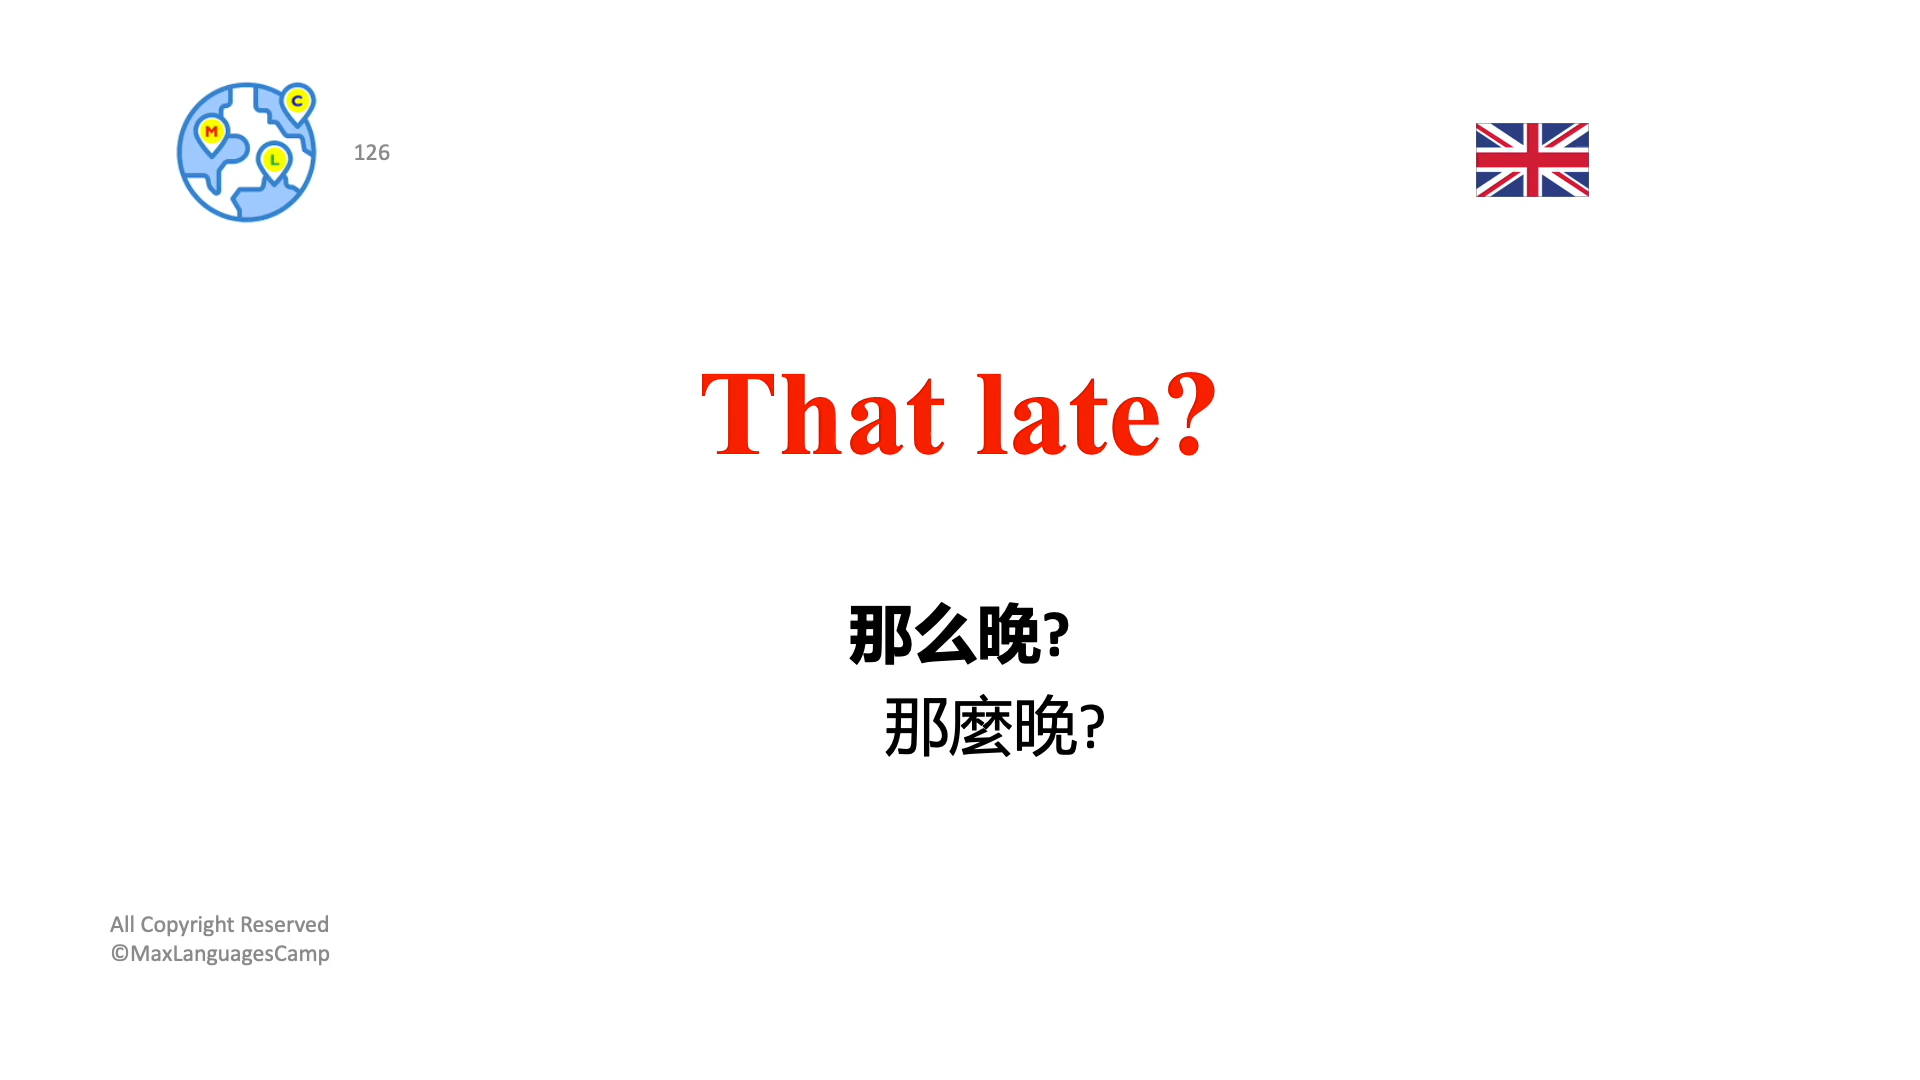 C
M
L
126
That late?
那么晚?
那麼晚?
All Copyright Reserved
©MaxLanguagesCamp